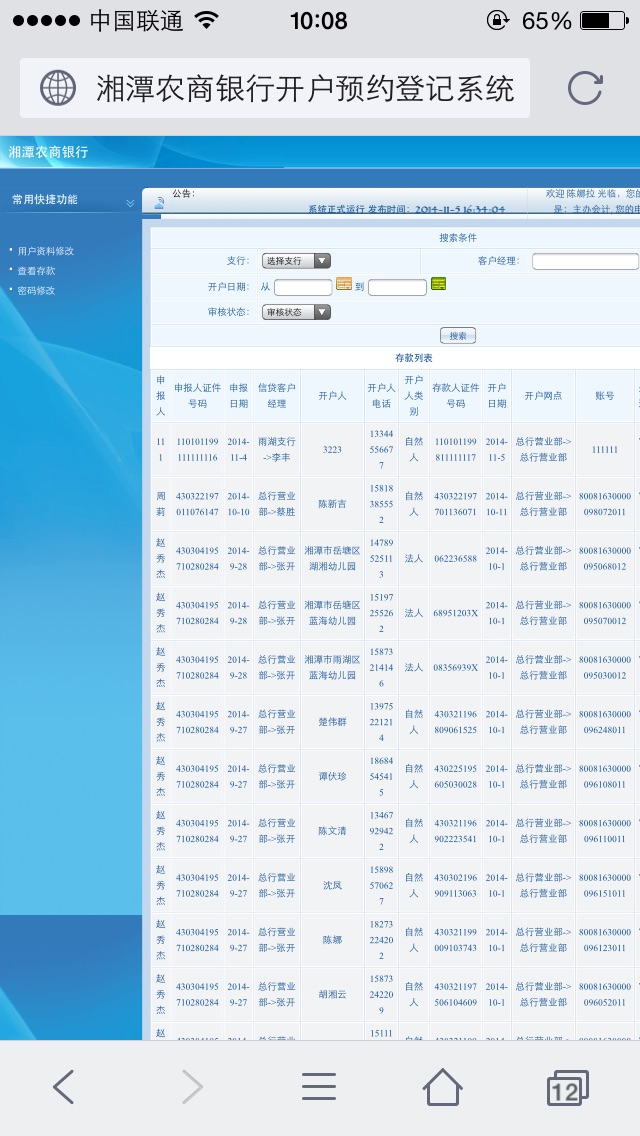 中国联通 10:08 65%
湘潭农商银行开户预约登记系统
湘潭农商银行
常用快捷功能
用户资料修改
查看存款
密码修改
公告:
系统正式运行 发布时间: 2014-11-5 16:34:04
欢迎 陈娜拉 光临, 您的
是: 主办会计, 您的电
搜索条件
支行: 选择支行 客户经理:
开户日期: 从 到
审核状态: 审核状态
搜索
存款列表
申报人 申报人证件号码 申报日期 信贷客户经理 开户人 开户人电话 开户人类别 存款人证件号码 开户日期 开户网点 账号
111 110101199111111116 2014-11-4 雨湖支行->李丰 3223 13344556677 自然人 110101199811111117 2014-11-5 总行营业部->总行营业部 111111
周莉 430322197011076147 2014-10-10 总行营业部->蔡胜 陈新吉 15818385552 自然人 430322197701136071 2014-10-11 总行营业部->总行营业部 80081630000098072011
赵秀杰 430304195710280284 2014-9-28 总行营业部->张开 湘潭市岳塘区湖湘幼儿园 14789525113 法人 062236588 2014-10-1 总行营业部->总行营业部 80081630000095068012
赵秀杰 430304195710280284 2014-9-28 总行营业部->张开 湘潭市岳塘区蓝海幼儿园 15197255262 法人 68951203X 2014-10-1 总行营业部->总行营业部 80081630000095070012
赵秀杰 430304195710280284 2014-9-28 总行营业部->张开 湘潭市雨湖区蓝海幼儿园 15873214146 法人 08356939X 2014-10-1 总行营业部->总行营业部 80081630000095030012
赵秀杰 430304195710280284 2014-9-27 总行营业部->张开 楚伟群 13975221214 自然人 430321196809061525 2014-10-1 总行营业部->总行营业部 80081630000096248011
赵秀杰 430304195710280284 2014-9-27 总行营业部->张开 谭伏珍 18684545415 自然人 430225195605030028 2014-10-1 总行营业部->总行营业部 80081630000096108011
赵秀杰 430304195710280284 2014-9-27 总行营业部->张开 陈文清 13467929422 自然人 430321196902223541 2014-10-1 总行营业部->总行营业部 80081630000096110011
赵秀杰 430304195710280284 2014-9-27 总行营业部->张开 沈凤 15898570627 自然人 430302196909113063 2014-10-1 总行营业部->总行营业部 80081630000096151011
赵秀杰 430304195710280284 2014-9-27 总行营业部->张开 陈娜 18273224202 自然人 430321199009103743 2014-10-1 总行营业部->总行营业部 80081630000096123011
赵秀杰 430304195710280284 2014-9-27 总行营业部->张开 胡湘云 15873242209 自然人 430321197506104609 2014-10-1 总行营业部->总行营业部 80081630000096052011
赵 15111
12